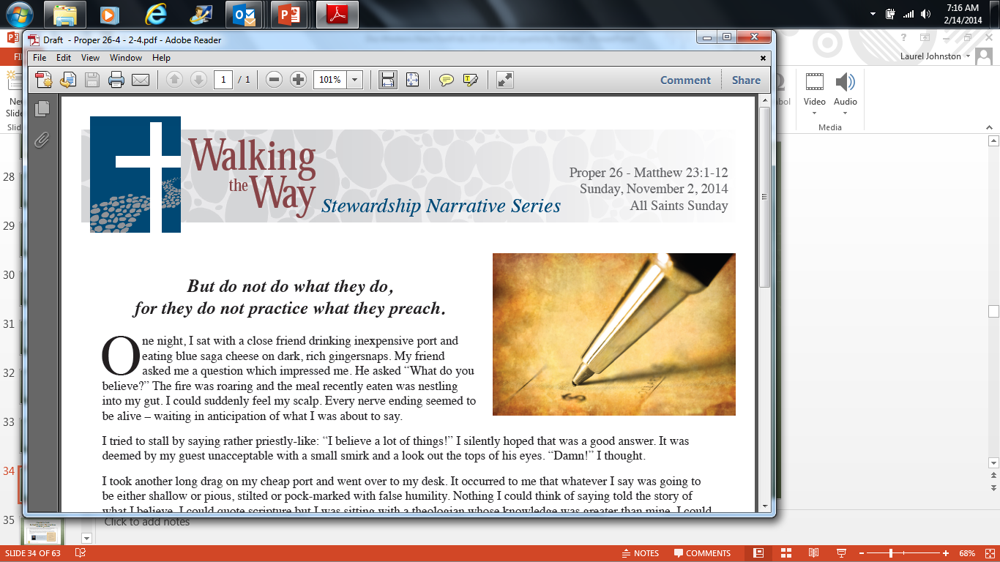 7:16 AM
2/14/2014
Draft - Proper 26-4 - 2-4.pdf - Adobe Reader
File Edit View Window Help
1 / 1 101% Comment Share
Laurel Johnston
Video Audio
Media
Walking
the Way
Stewardship Narrative Series
Proper 26 - Matthew 23:1-12
Sunday, November 2, 2014
All Saints Sunday
But do not do what they do,
for they do not practice what they preach.
One night, I sat with a close friend drinking inexpensive port and
eating blue saga cheese on dark, rich gingersnaps. My friend
asked me a question which impressed me. He asked “What do you
believe?” The fire was roaring and the meal recently eaten was nestling
into my gut. I could suddenly feel my scalp. Every nerve ending seemed to
be alive – waiting in anticipation of what I was about to say.
I tried to stall by saying rather priestly-like: “I believe a lot of things!” I silently hoped that was a good answer. It was
deemed by my guest unacceptable with a small smirk and a look out the tops of his eyes. “Damn!” I thought.
I took another long drag on my cheap port and went over to my desk. It occurred to me that whatever I say was going to
be either shallow or pious, stilted or pock-marked with false humility. Nothing I could think of saying told the story of
what I believe. I could quote scripture but I was sitting with a theologian whose knowledge was greater than mine. I could
28
29
30
31
32
33
34
35
Click to add notes
SLIDE 34 OF 63 NOTES COMMENTS 68%